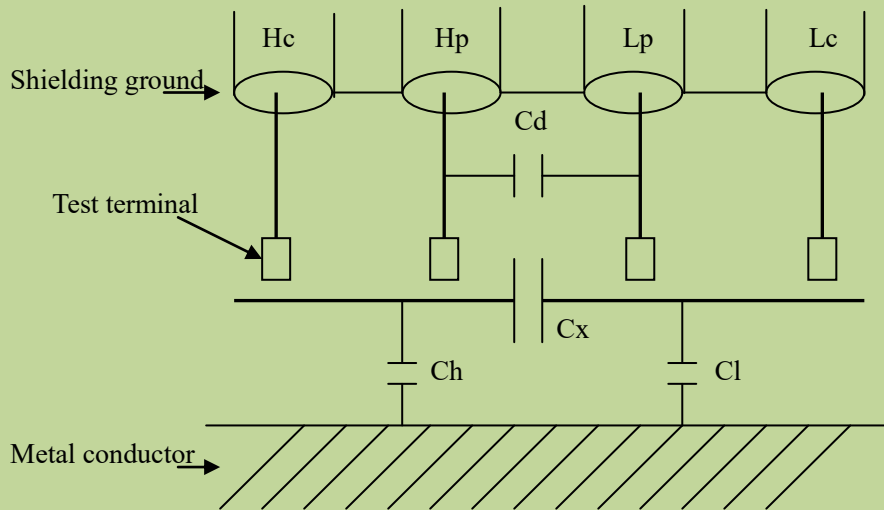 Hc
Hp
Lp
Lc
Shielding ground
Cd
Test terminal
Cx
Ch
Cl
Metal conductor